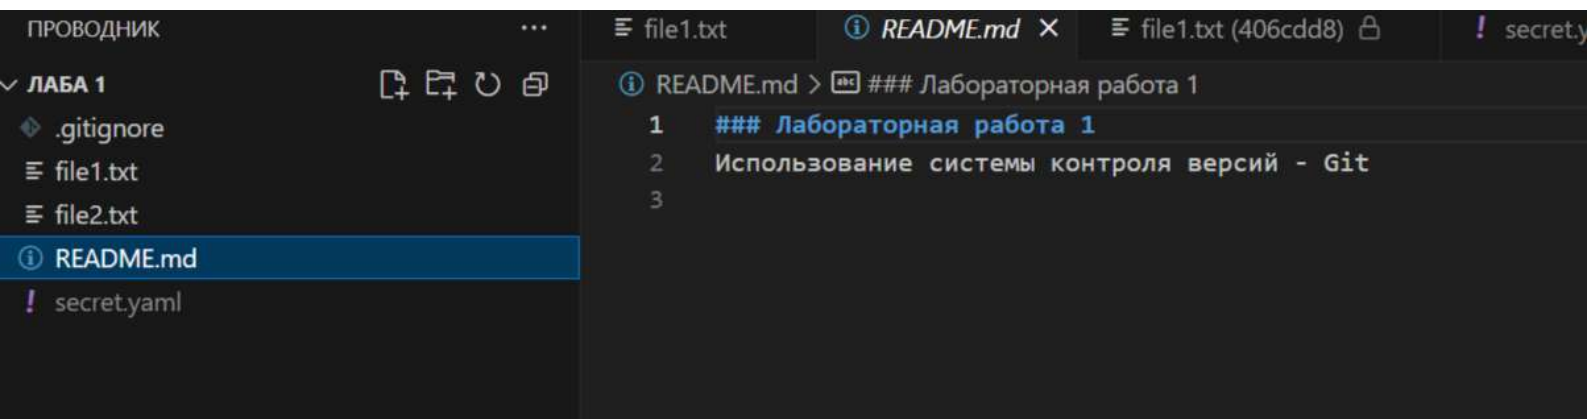 ПРОВОДНИК
ЛАБА 1
.gitignore
file1.txt
file2.txt
README.md
secret.yaml
file1.txt README.md file1.txt (406cdd8) secret.y
README.md > ### Лабораторная работа 1
1 ### Лабораторная работа 1
2 Использование системы контроля версий - Git
3